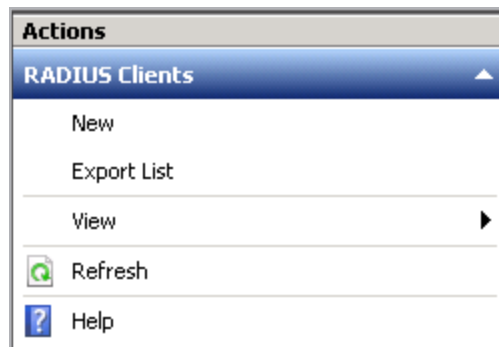 Actions
RADIUS Clients
New
Export List
View
Refresh
Help